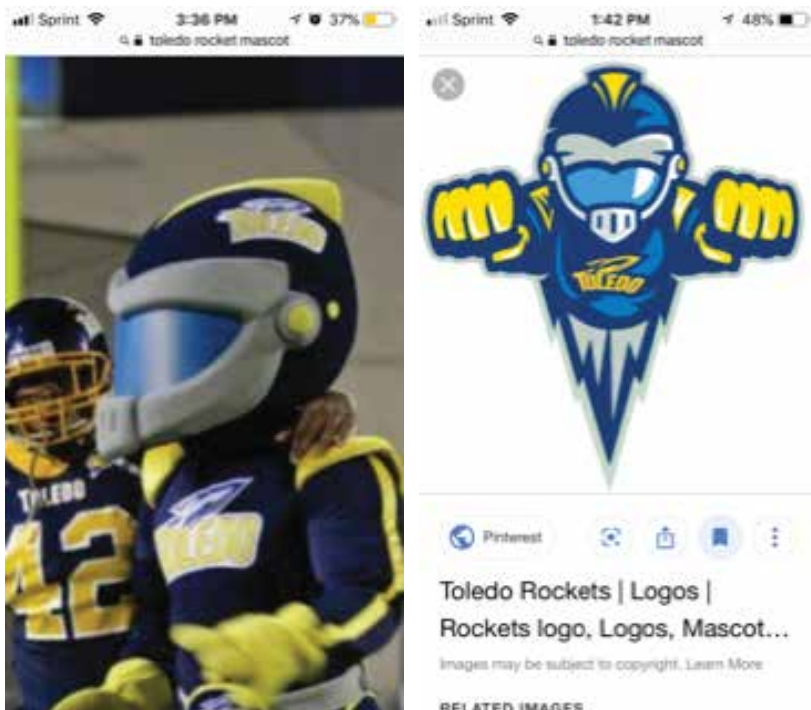 Sprint 3:36 PM 37%
toledo rocket mascot
TOLEDO
TOLEDO
42
TOLEDO
Sprint 1:42 PM 48%
toledo rocket mascot
TOLEDO
Pinterest
Toledo Rockets | Logos |
Rockets logo, Logos, Mascot...
Images may be subject to copyright. Learn More
RELATED IMAGES